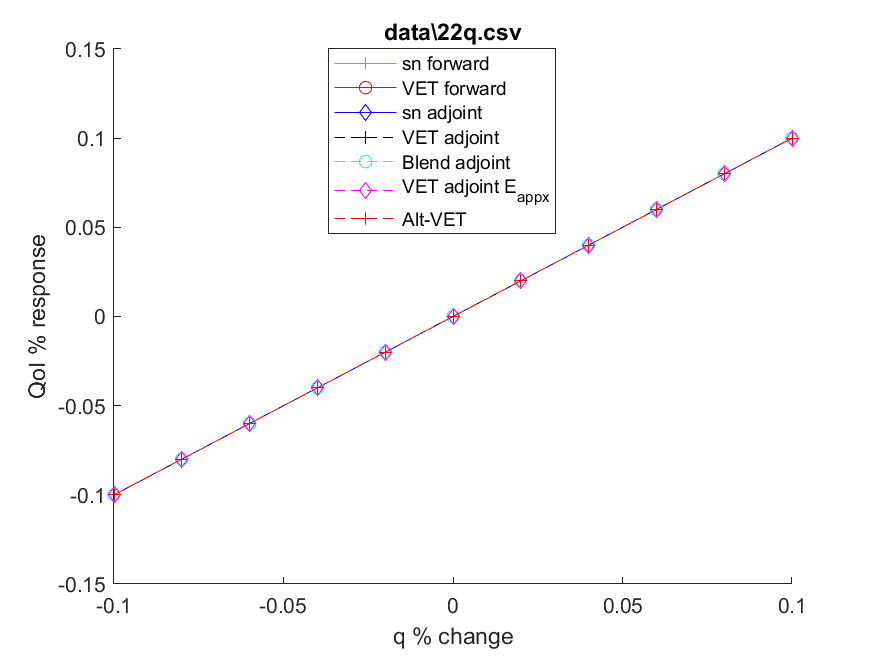 data\22q.csv
sn forward
VET forward
sn adjoint
VET adjoint
Blend adjoint
VET adjoint E_appx
Alt-VET
0.15
0.1
0.05
0
-0.05
-0.1
-0.15
QoI % response
-0.1
-0.05
0
0.05
0.1
q % change